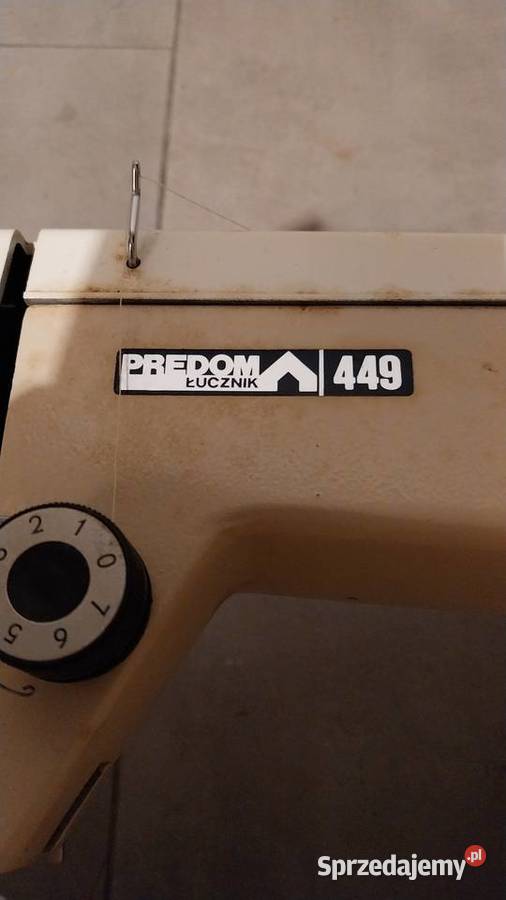 PREDOM
ŁUCZNIK
449
2 1 0
7
6
5
Sprzedajemy.pl